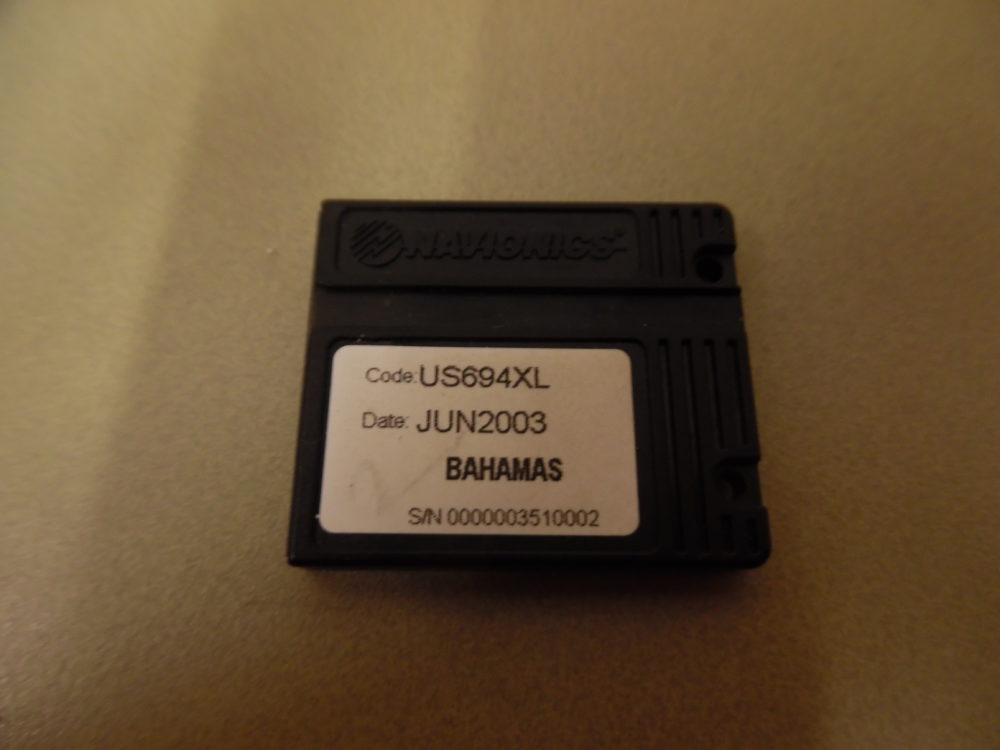 NAVIONICS®
Code: US694XL
Date: JUN2003
BAHAMAS
S/N 0000003510002